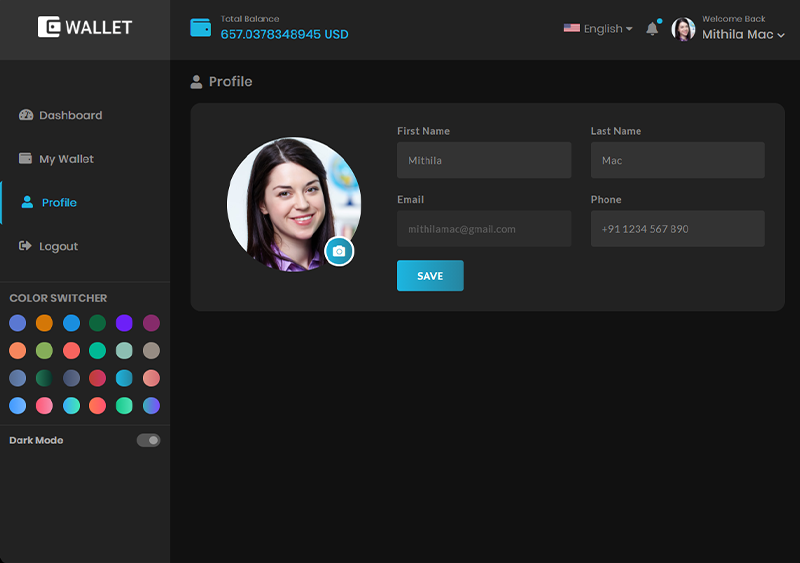 WALLET
Total Balance
657.0378348945 USD
English
Welcome Back
Mithila Mac
Dashboard
My Wallet
Profile
Logout
COLOR SWITCHER
Dark Mode
Profile
First Name
Last Name
Mithila
Mac
Email
Phone
mithilamac@gmail.com
+91 1234 567 890
SAVE